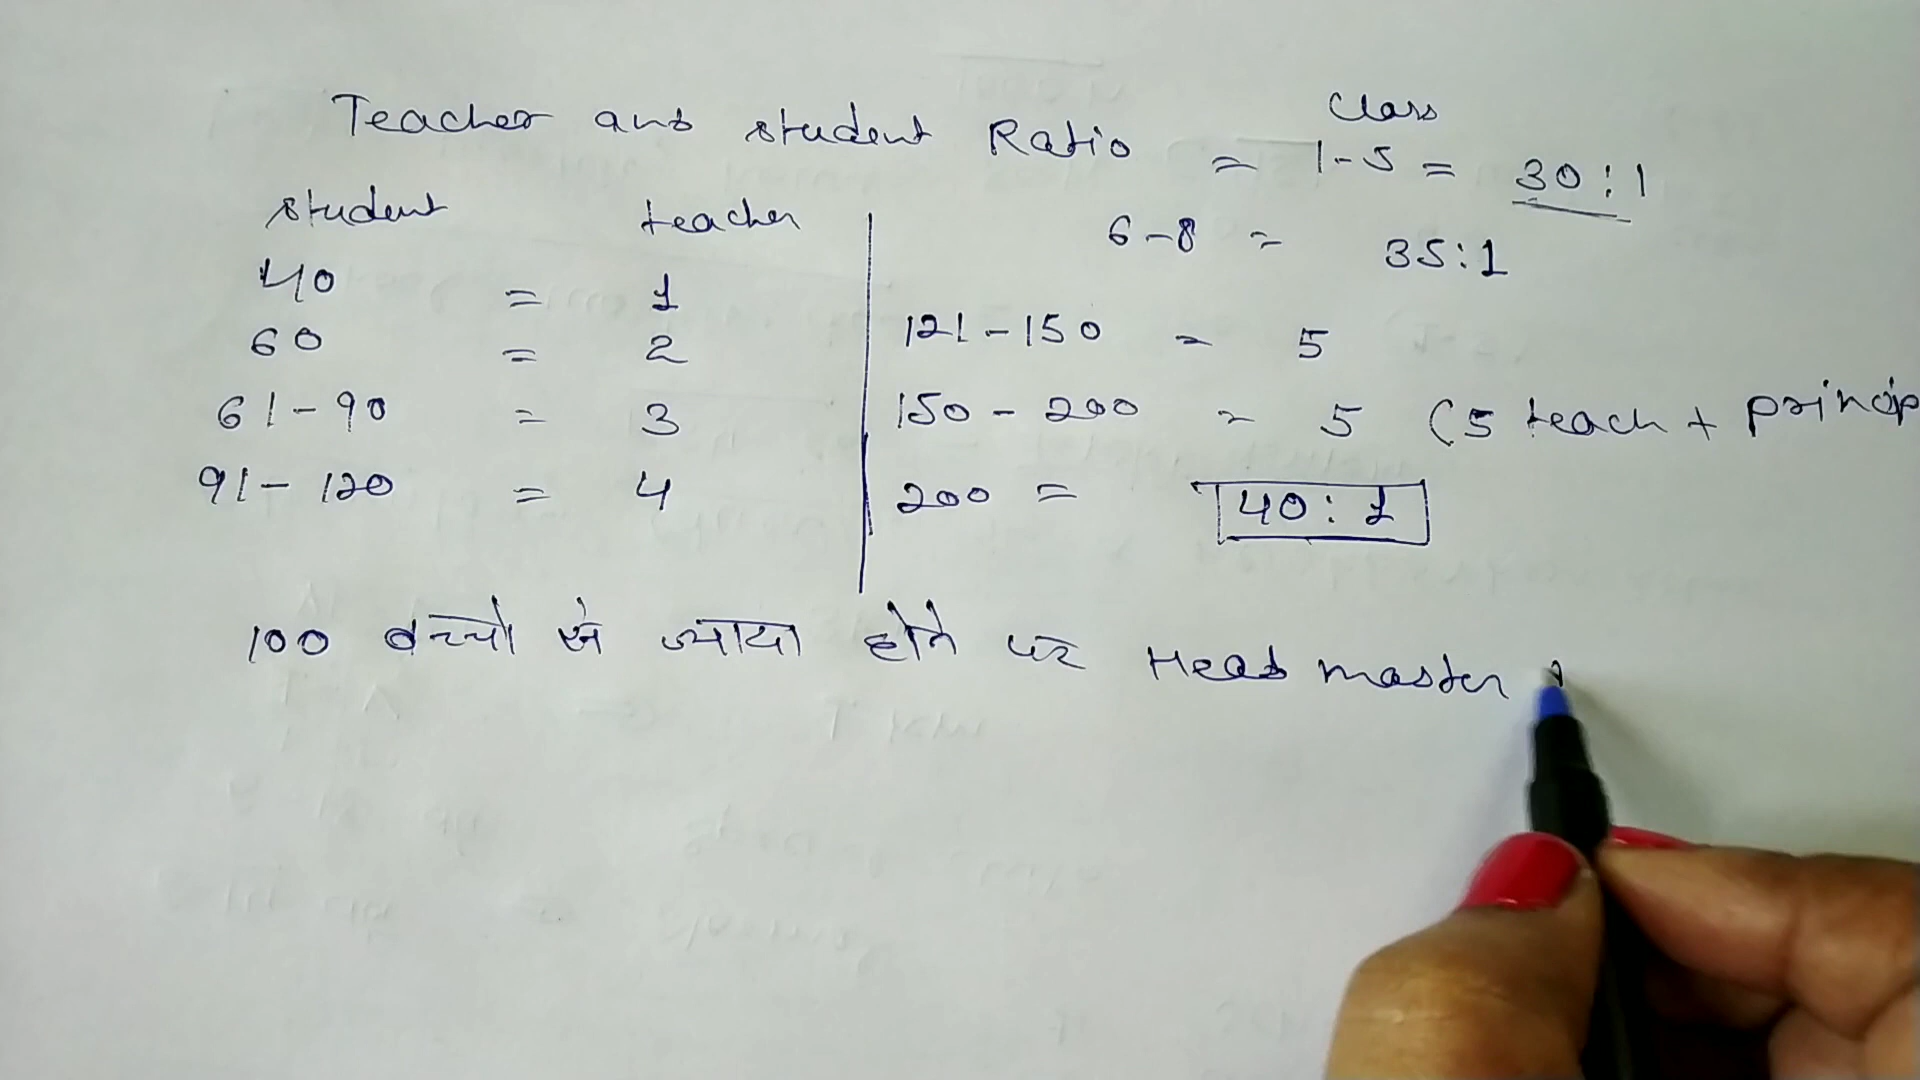 Teacher and student Ratio = Class 1-5 = 30:1
6-8 = 35:1
student teacher
40 = 1
60 = 2
61-90 = 3
91-120 = 4
121-150 = 5
150-200 = 5 (5 teach + princip
200 = 40:1
100 बच्चो से ज्यादा होने पर Head master